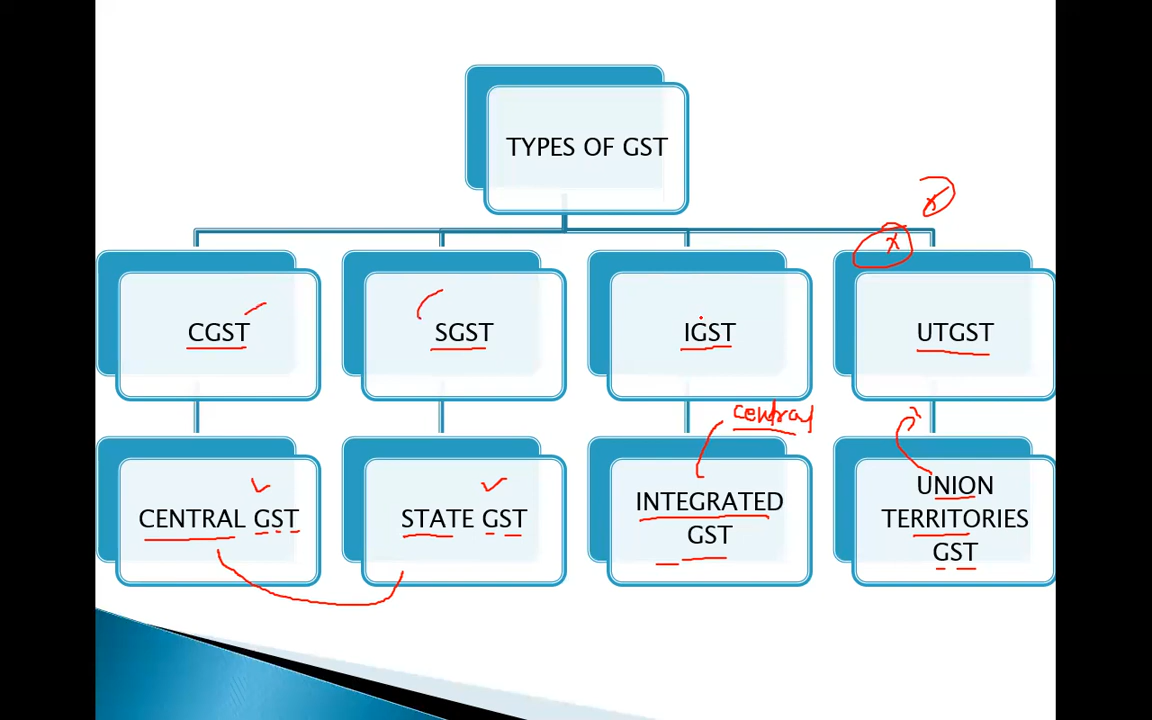 TYPES OF GST
CGST
SGST
IGST
UTGST
central
CENTRAL GST
STATE GST
INTEGRATED
GST
UNION
TERRITORIES
GST